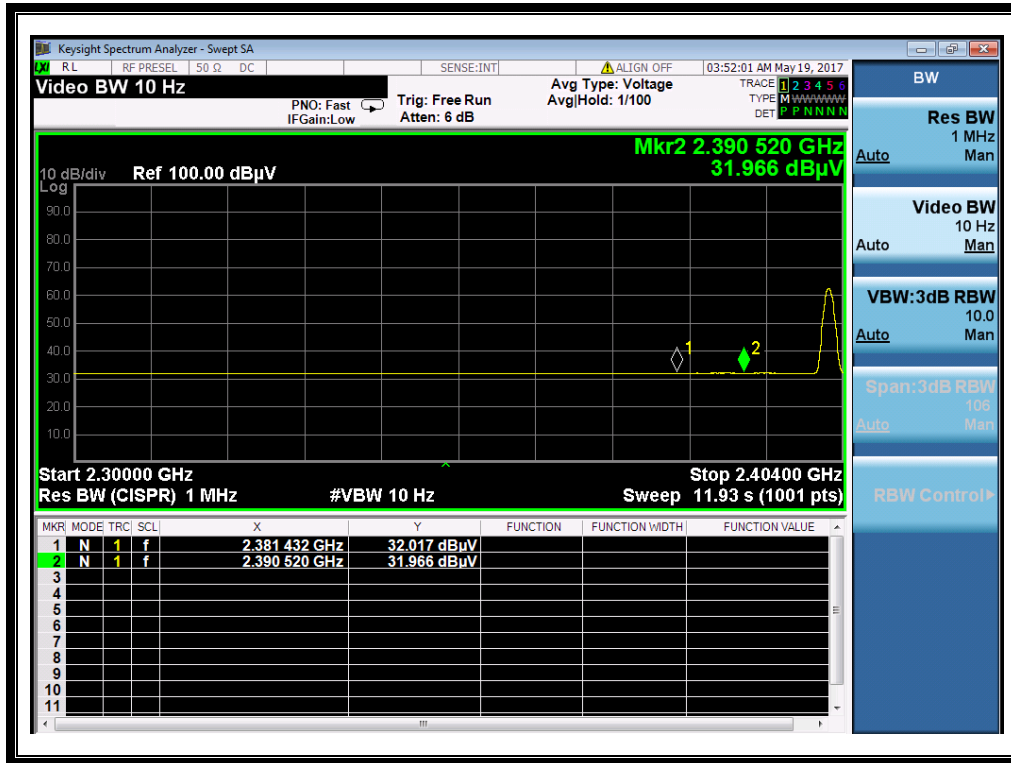 Keysight Spectrum Analyzer - Swept SA
LXI RL RF PRESEL 50 Ω DC SENSE:INT ALIGN OFF 03:52:01 AM May 19, 2017
Video BW 10 Hz
PNO: Fast
IFGain:Low
Trig: Free Run
Atten: 6 dB
Avg Type: Voltage
Avg|Hold: 1/100
TRACE 1 2 3 4 5 6
TYPE M WWWWW
DET P P N N N N
Mkr2 2.390 520 GHz
31.966 dBµV
10 dB/div Ref 100.00 dBµV
Log
90.0
80.0
70.0
60.0
50.0
40.0
30.0
20.0
10.0
1
2
Start 2.30000 GHz Stop 2.40400 GHz
Res BW (CISPR) 1 MHz #VBW 10 Hz Sweep 11.93 s (1001 pts)
MKR MODE TRC SCL X Y FUNCTION FUNCTION WIDTH FUNCTION VALUE
1 N 1 f 2.381 432 GHz 32.017 dBµV
2 N 1 f 2.390 520 GHz 31.966 dBµV
3
4
5
6
7
8
9
10
11
BW
Res BW
1 MHz
Auto Man
Video BW
10 Hz
Auto Man
VBW:3dB RBW
10.0
Auto Man
Span:3dB RBW
106
Auto Man
RBW Control